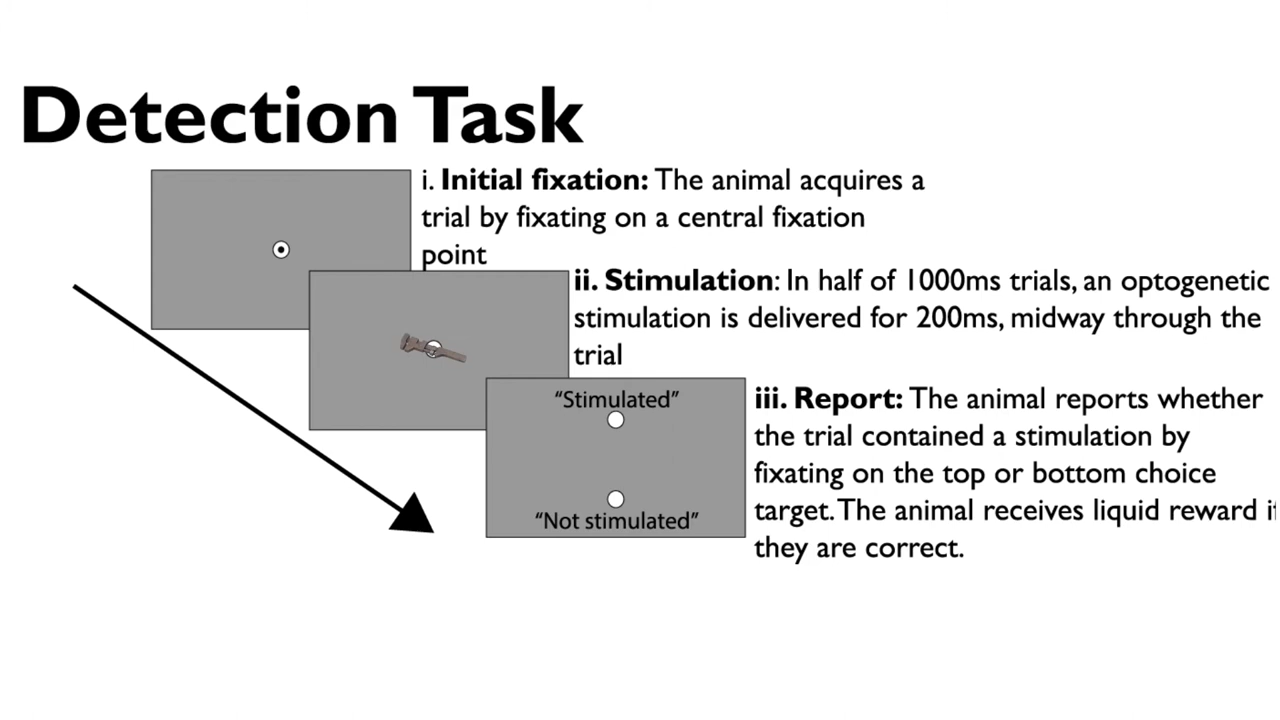 Detection Task
i. Initial fixation: The animal acquires a
trial by fixating on a central fixation
point
ii. Stimulation: In half of 1000ms trials, an optogenetic
stimulation is delivered for 200ms, midway through the
trial
"Stimulated"
"Not stimulated"
iii. Report: The animal reports whether
the trial contained a stimulation by
fixating on the top or bottom choice
target. The animal receives liquid reward if
they are correct.